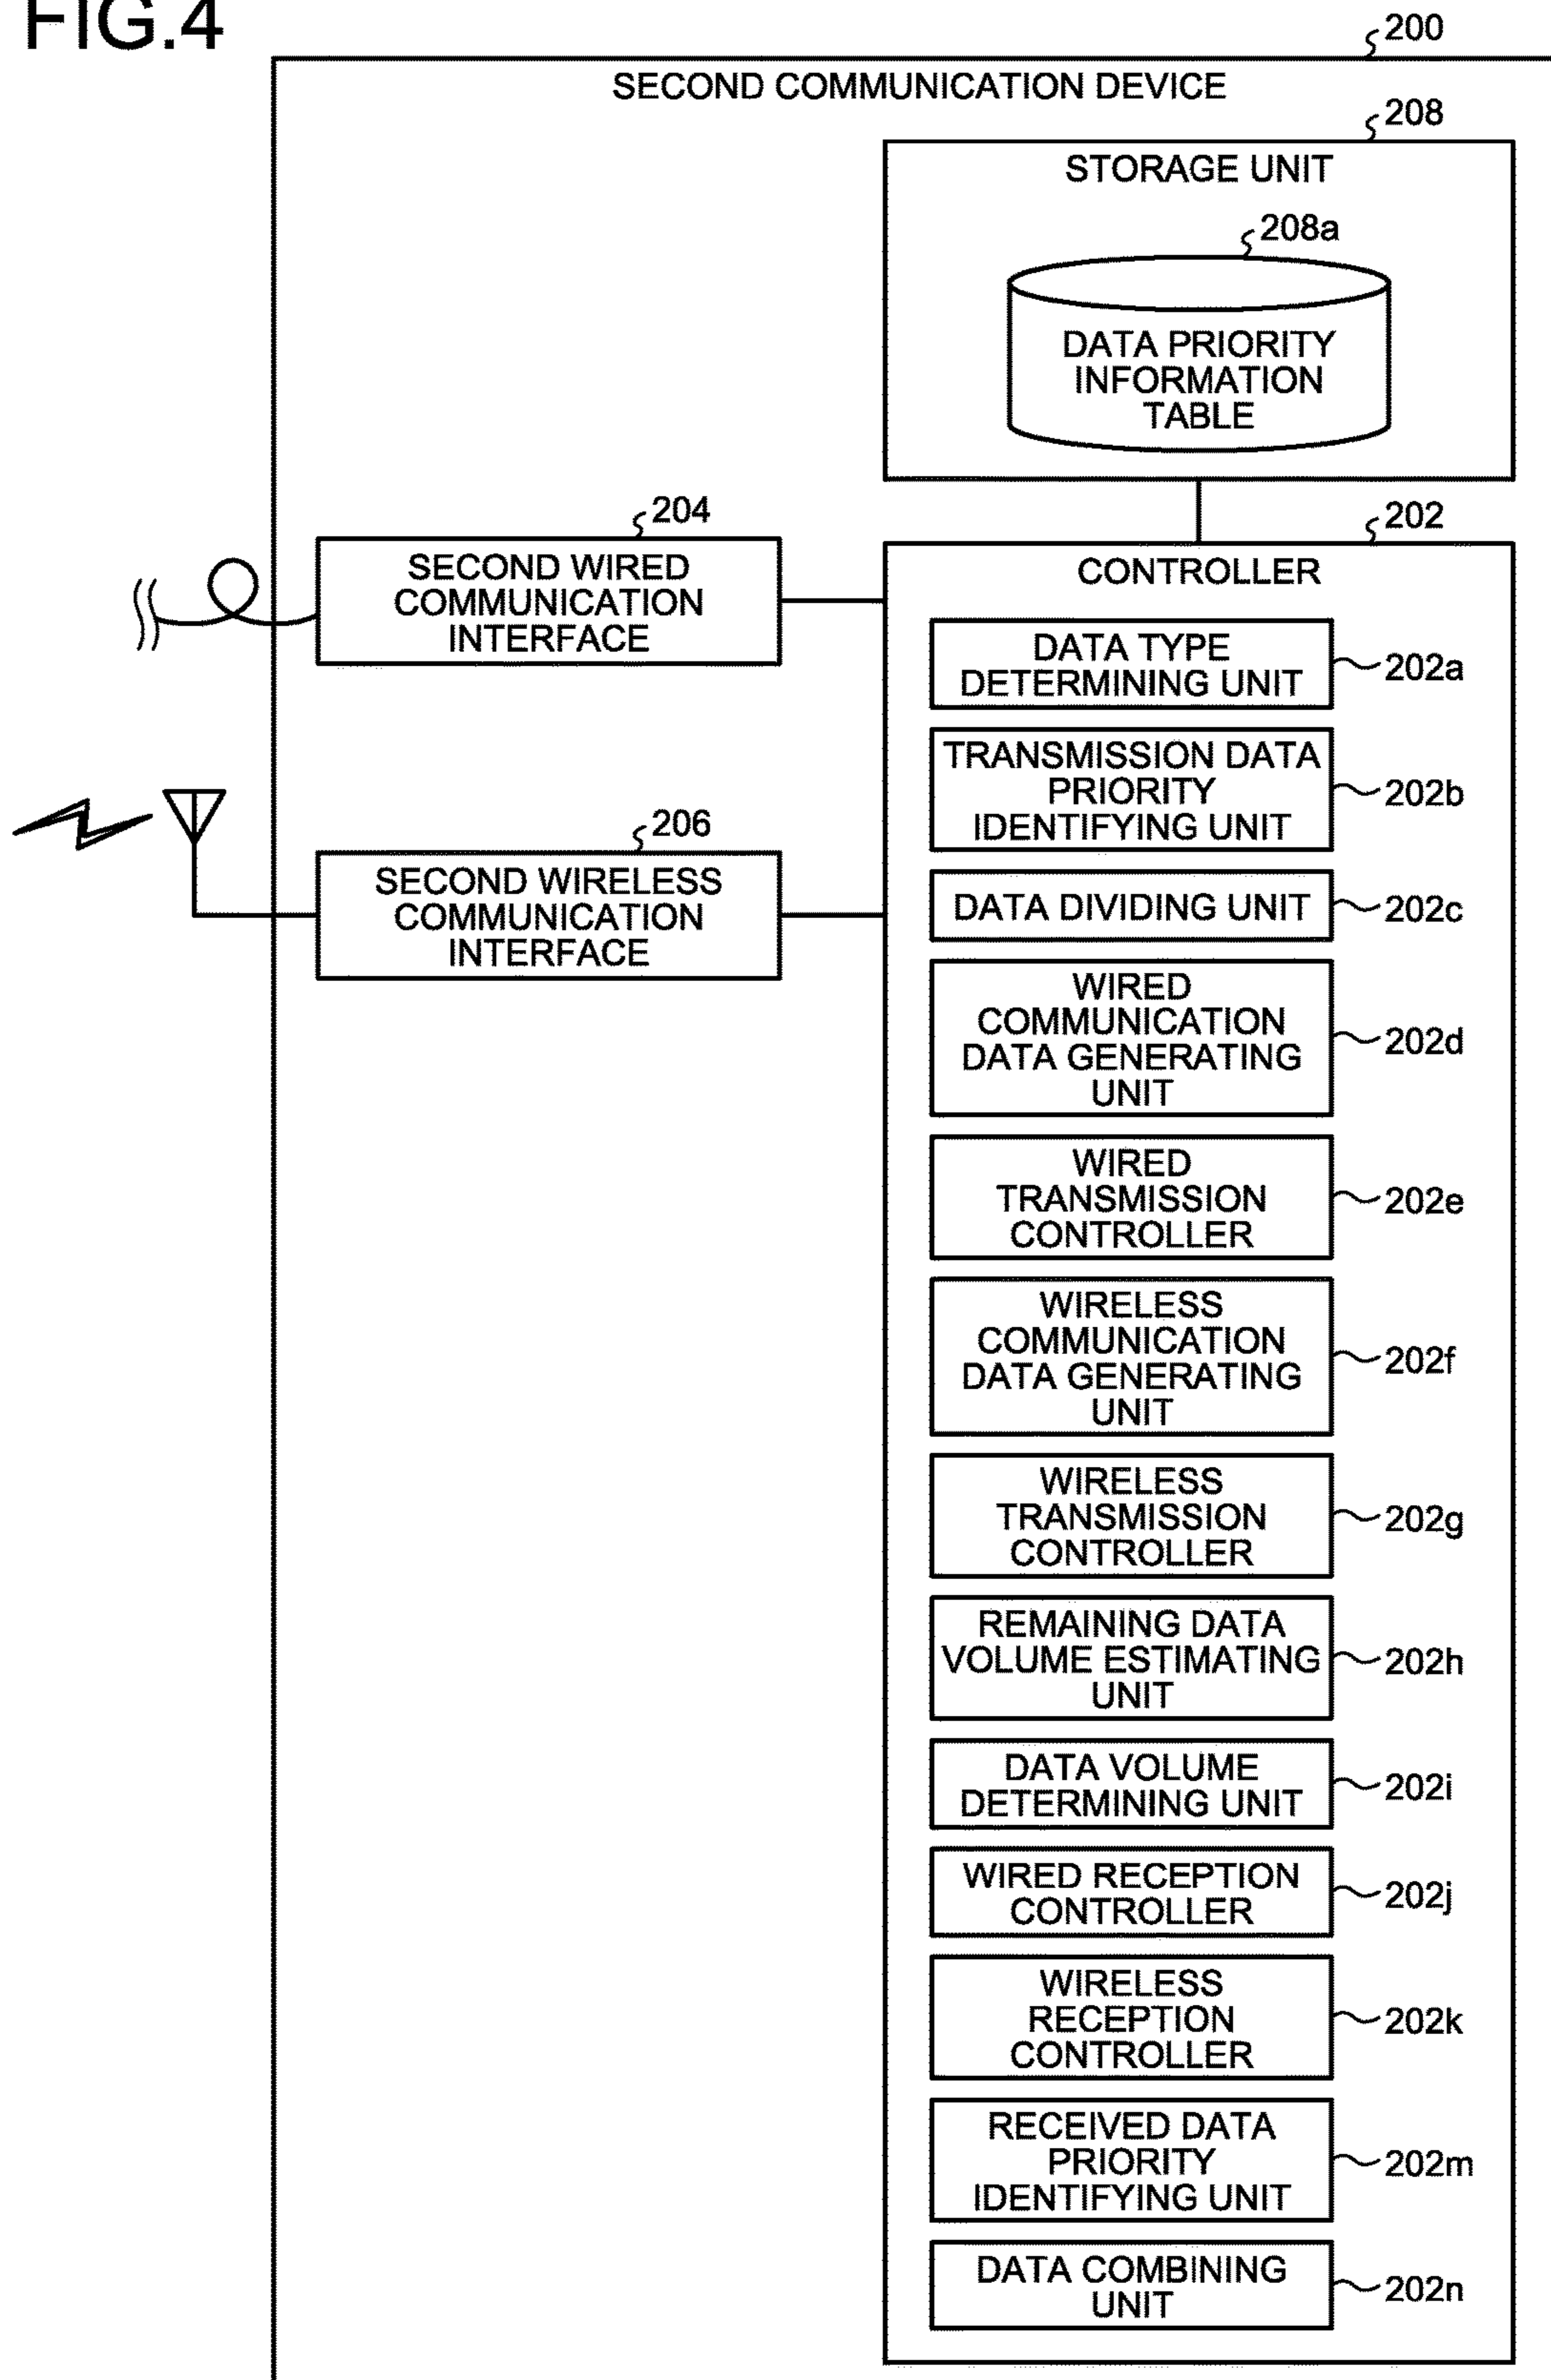 FIG.4
200
SECOND COMMUNICATION DEVICE
208
STORAGE UNIT
208a
DATA PRIORITY
INFORMATION
TABLE
204
SECOND WIRED
COMMUNICATION
INTERFACE
206
SECOND WIRELESS
COMMUNICATION
INTERFACE
202
CONTROLLER
DATA TYPE
DETERMINING UNIT
202a
TRANSMISSION DATA
PRIORITY
IDENTIFYING UNIT
202b
DATA DIVIDING UNIT
202c
WIRED
COMMUNICATION
DATA GENERATING
UNIT
202d
WIRED
TRANSMISSION
CONTROLLER
202e
WIRELESS
COMMUNICATION
DATA GENERATING
UNIT
202f
WIRELESS
TRANSMISSION
CONTROLLER
202g
REMAINING DATA
VOLUME ESTIMATING
UNIT
202h
DATA VOLUME
DETERMINING UNIT
202i
WIRED RECEPTION
CONTROLLER
202j
WIRELESS
RECEPTION
CONTROLLER
202k
RECEIVED DATA
PRIORITY
IDENTIFYING UNIT
202m
DATA COMBINING
UNIT
202n